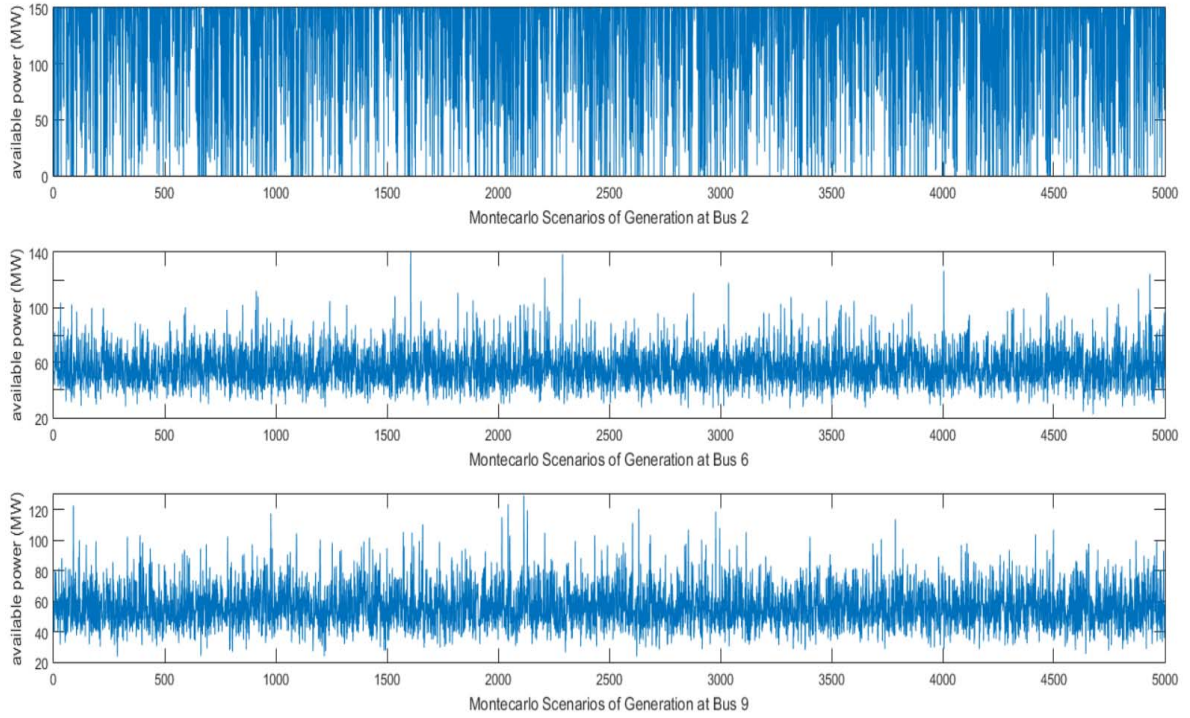 available power (MW)
150
100
50
0
0 500 1000 1500 2000 2500 3000 3500 4000 4500 5000
Montecarlo Scenarios of Generation at Bus 2
available power (MW)
140
100
60
20
0 500 1000 1500 2000 2500 3000 3500 4000 4500 5000
Montecarlo Scenarios of Generation at Bus 6
available power (MW)
120
100
80
60
40
20
0 500 1000 1500 2000 2500 3000 3500 4000 4500 5000
Montecarlo Scenarios of Generation at Bus 9